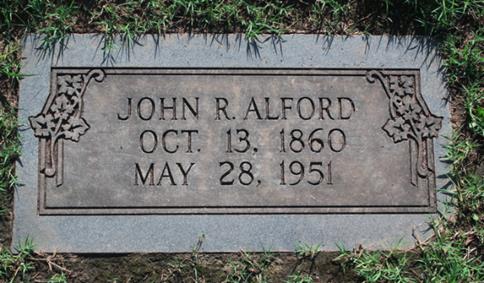 JOHN R. ALFORD
OCT. 13, 1860
MAY 28, 1951